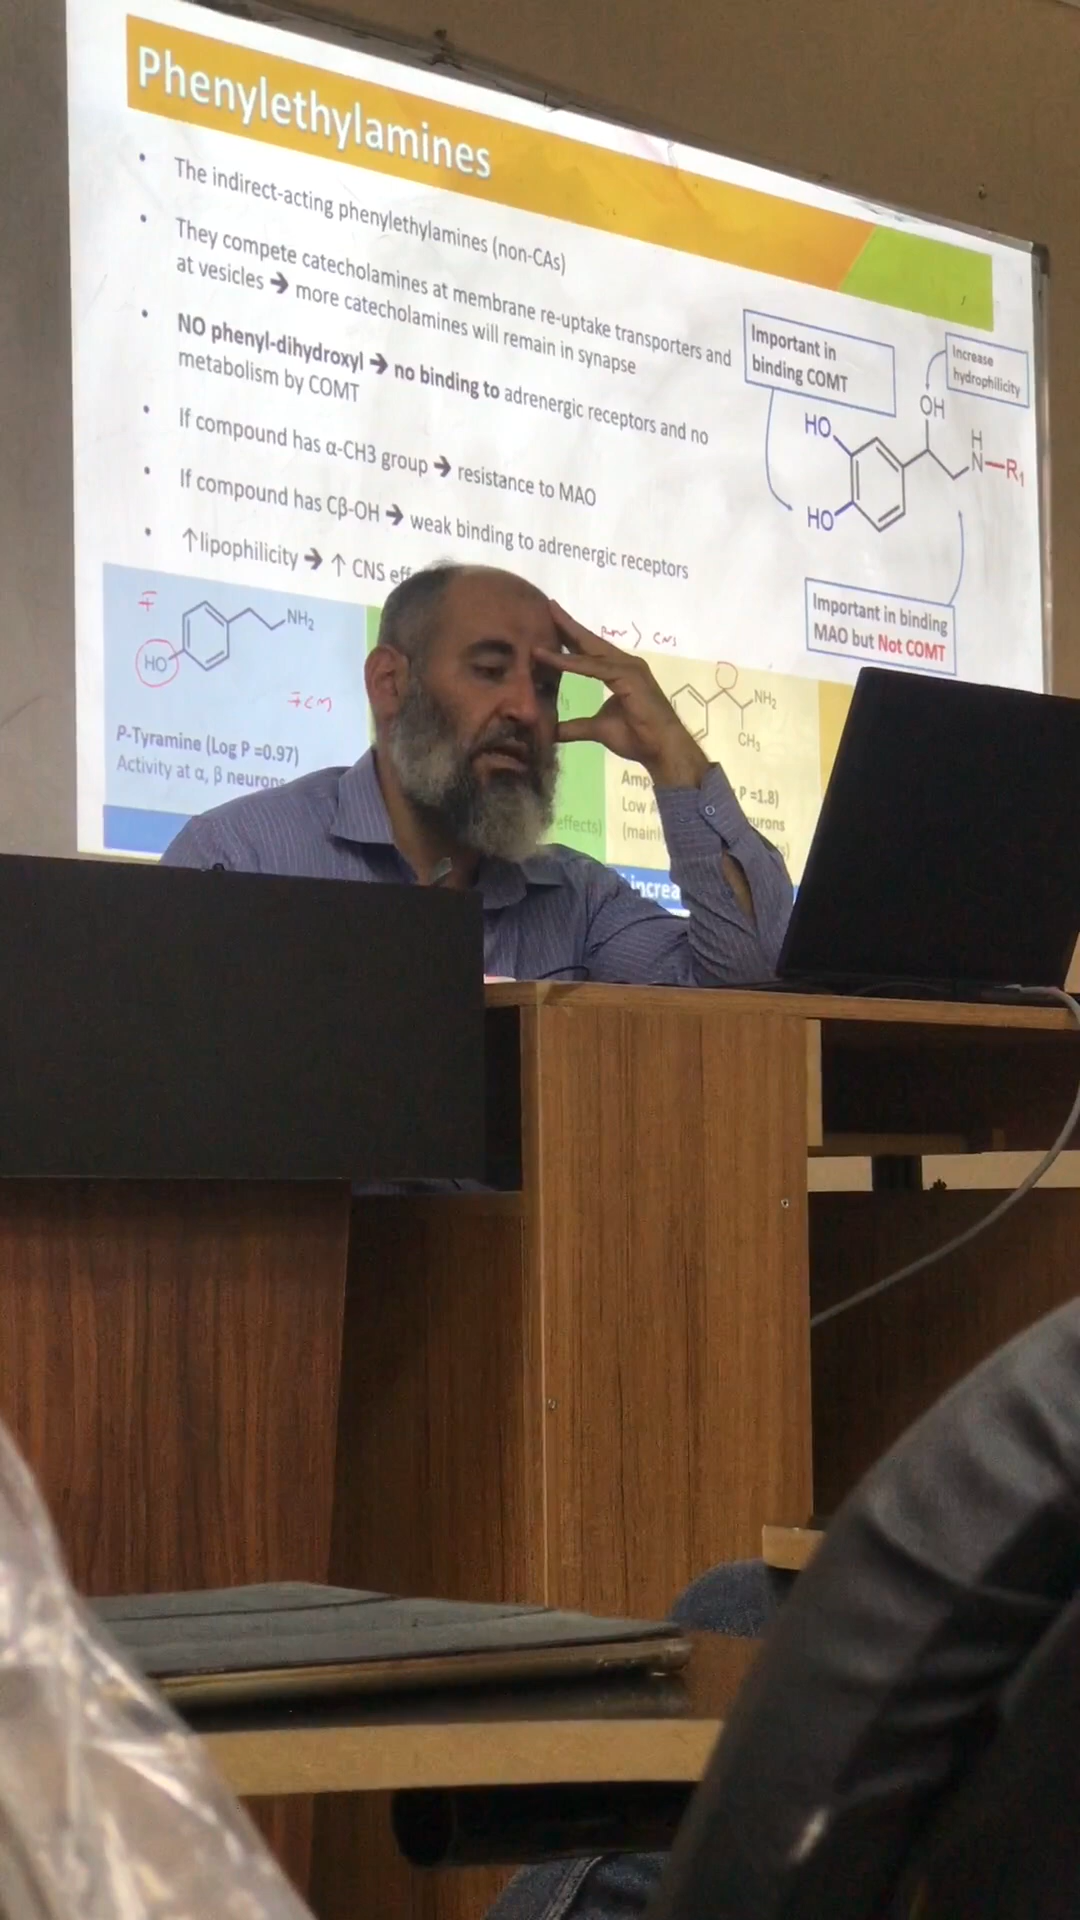 Phenylethylamines
• The indirect-acting phenylethylamines (non-CAs)
• They compete catecholamines at membrane re-uptake transporters and
at vesicles ➔ more catecholamines will remain in synapse
• NO phenyl-dihydroxyl ➔ no binding to adrenergic receptors and no
metabolism by COMT
• If compound has α-CH3 group ➔ resistance to MAO
• If compound has Cβ-OH ➔ weak binding to adrenergic receptors
• ↑lipophilicity ➔ ↑ CNS
Important in
binding COMT
Increase
hydrophilicity
OH
HO
H
N
R1
HO
Important in binding
MAO but Not COMT
NH2
HO
P-Tyramine (Log P =0.97)
Activity at α, β neurons
> CNS
NH2
CH3
P =1.8)
Low
effects)